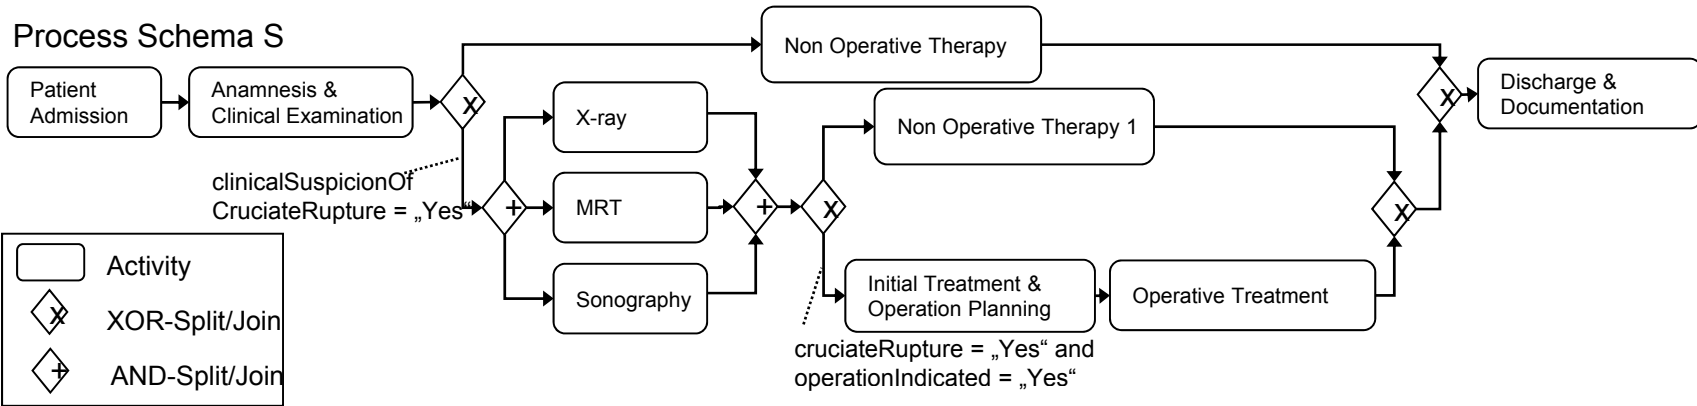 Process Schema S
Patient
Admission
Anamnesis &
Clinical Examination
x
Non Operative Therapy
x
Discharge &
Documentation
clinicalSuspicionOf
CruciateRupture = „Yes“
+
X-ray
MRT
Sonography
+
x
Non Operative Therapy 1
x
Initial Treatment &
Operation Planning
Operative Treatment
cruciateRupture = „Yes“ and
operationIndicated = „Yes“
Activity
x
XOR-Split/Join
+
AND-Split/Join